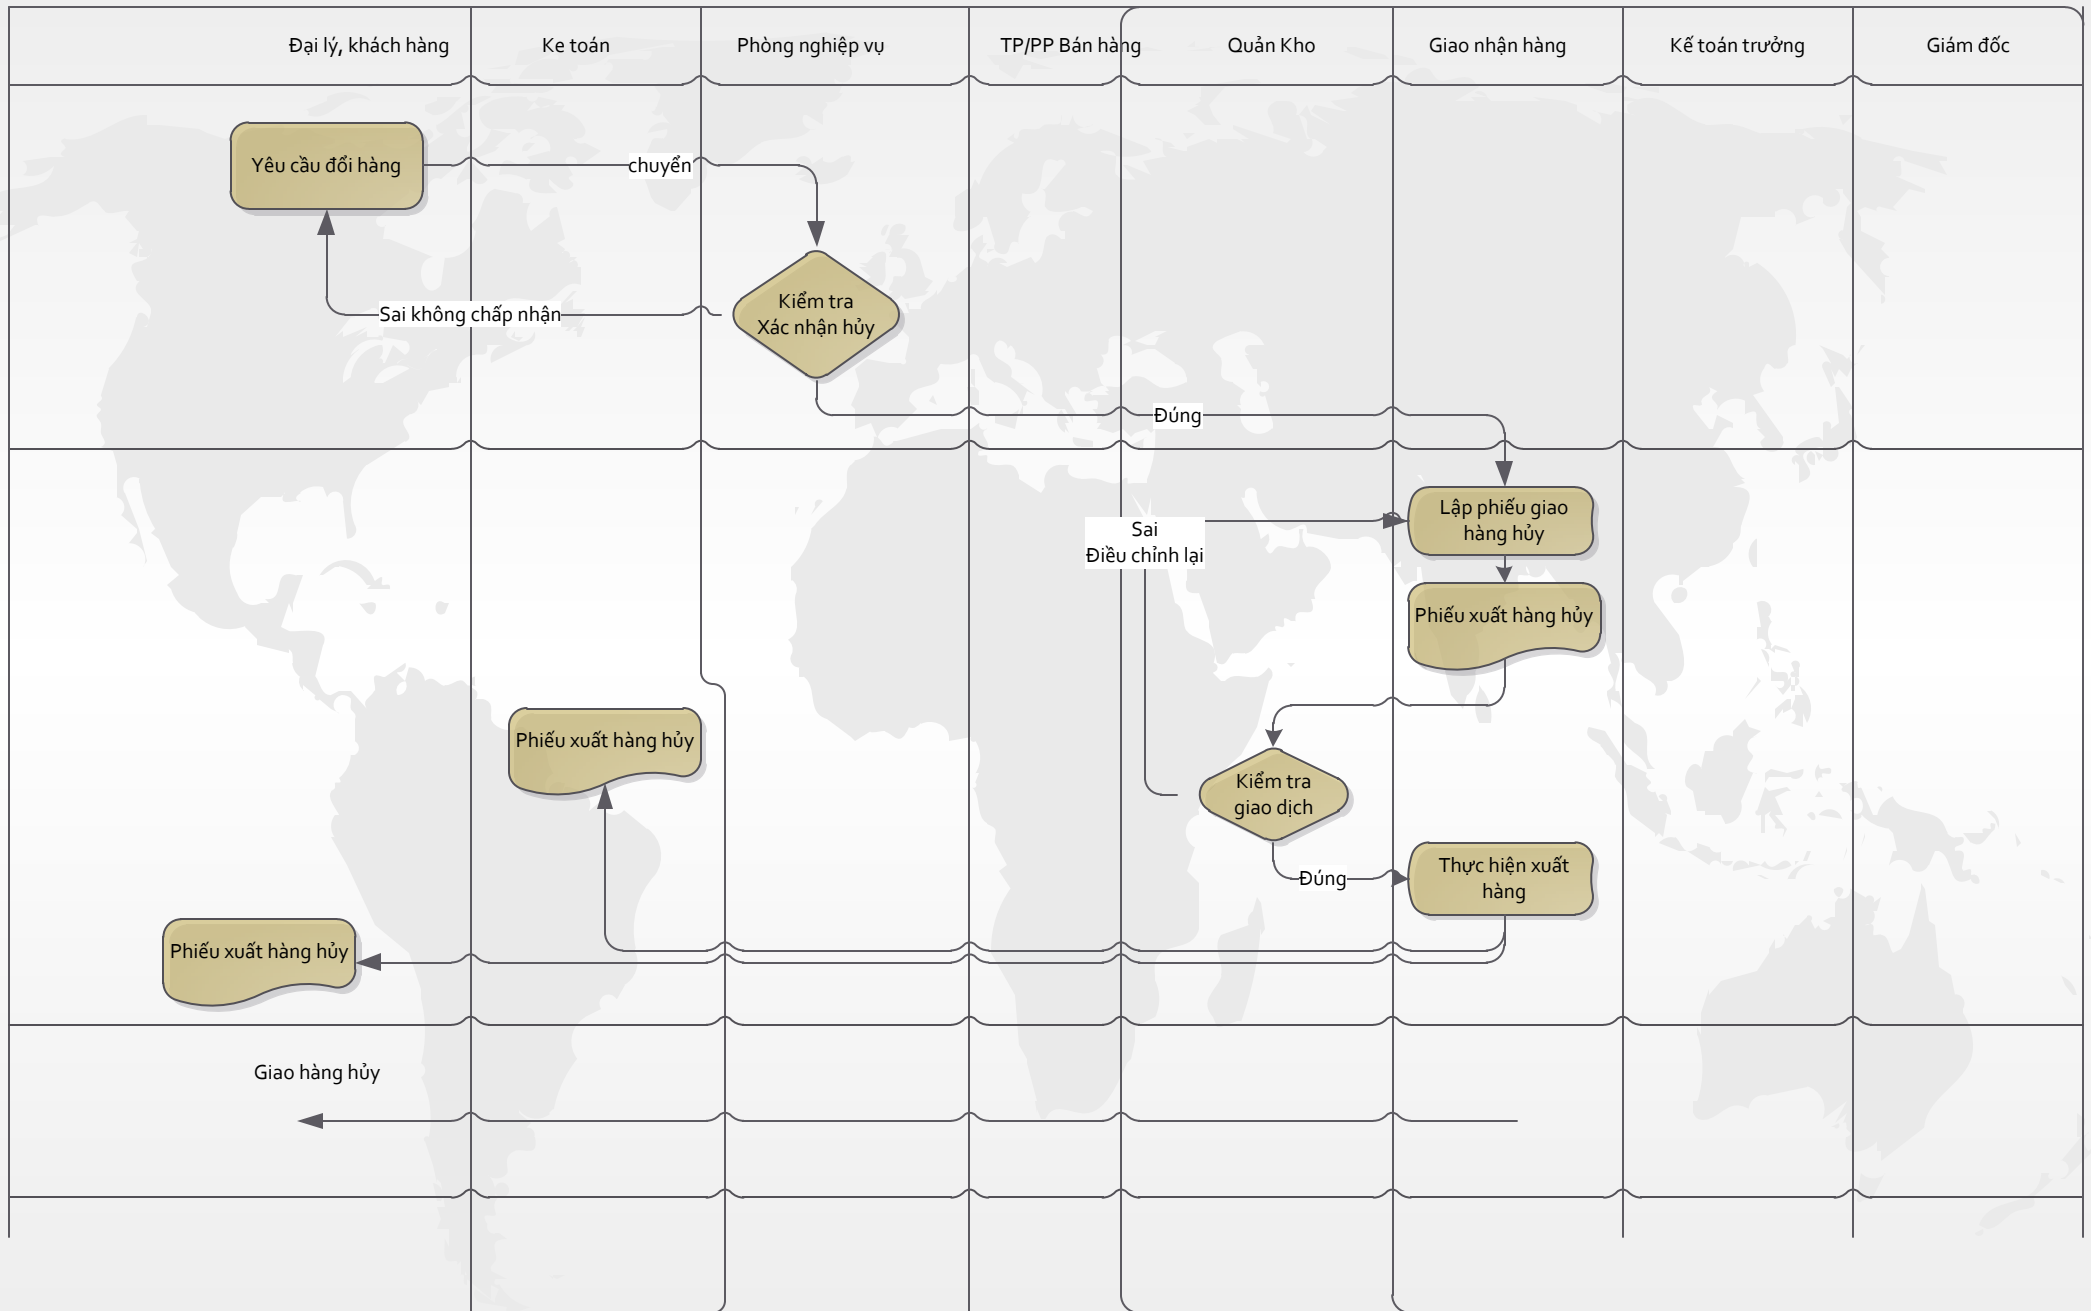 Đại lý, khách hàng
Ke toán
Phòng nghiệp vụ
TP/PP Bán hàng
Quản Kho
Giao nhận hàng
Kế toán trưởng
Giám đốc
Yêu cầu đổi hàng
chuyển
Kiểm tra
Xác nhận hủy
Sai không chấp nhận
Đúng
Lập phiếu giao
hàng hủy
Sai
Điều chỉnh lại
Phiếu xuất hàng hủy
Phiếu xuất hàng hủy
Kiểm tra
giao dịch
Đúng
Thực hiện xuất
hàng
Phiếu xuất hàng hủy
Giao hàng hủy